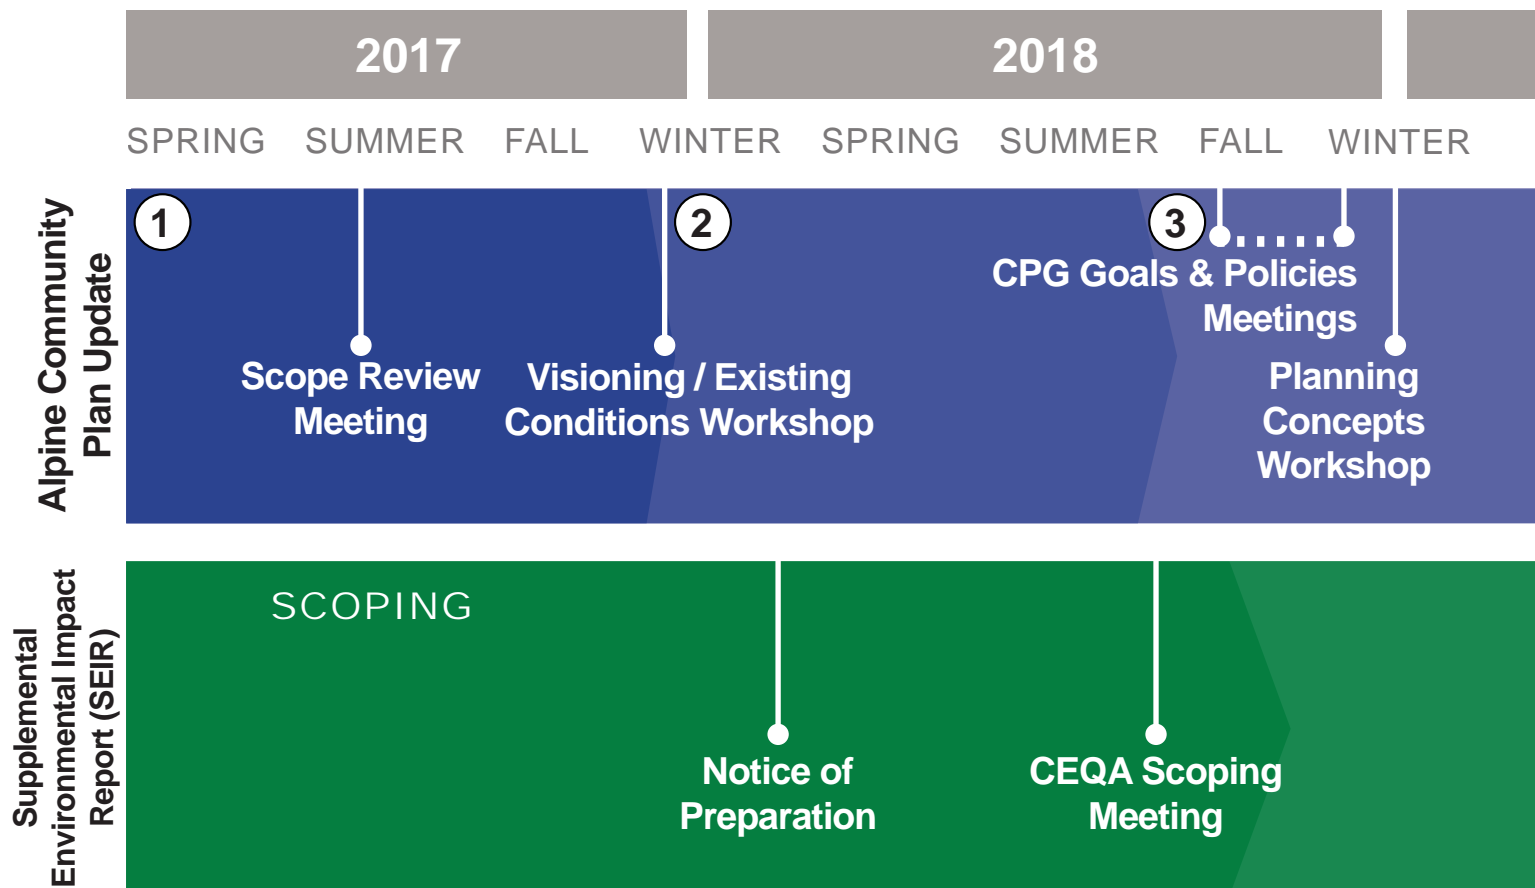 2017
2018
SPRING SUMMER FALL WINTER SPRING SUMMER FALL WINTER
Alpine Community
Plan Update
1
2
3
CPG Goals & Policies
Meetings
Scope Review
Meeting
Visioning / Existing
Conditions Workshop
Planning
Concepts
Workshop
Supplemental
Environmental Impact
Report (SEIR)
SCOPING
Notice of
Preparation
CEQA Scoping
Meeting